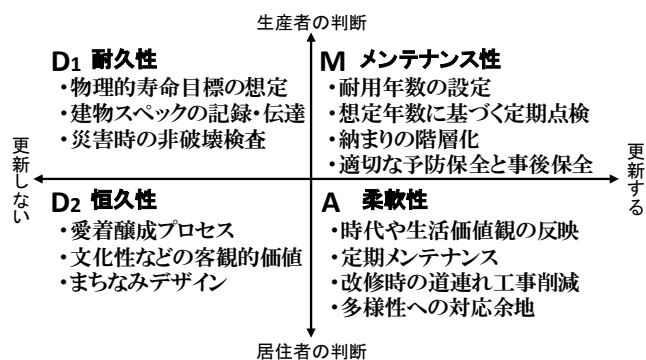 生産者の判断
D1 耐久性
・物理的寿命目標の想定
・建物スペックの記録・伝達
・災害時の非破壊検査
M メンテナンス性
・耐用年数の設定
・想定年数に基づく定期点検
・納まりの階層化
・適切な予防保全と事後保全
更新しない
更新する
D2 恒久性
・愛着醸成プロセス
・文化性などの客観的価値
・まちなみデザイン
A 柔軟性
・時代や生活価値観の反映
・定期メンテナンス
・改修時の道連れ工事削減
・多様性への対応余地
居住者の判断